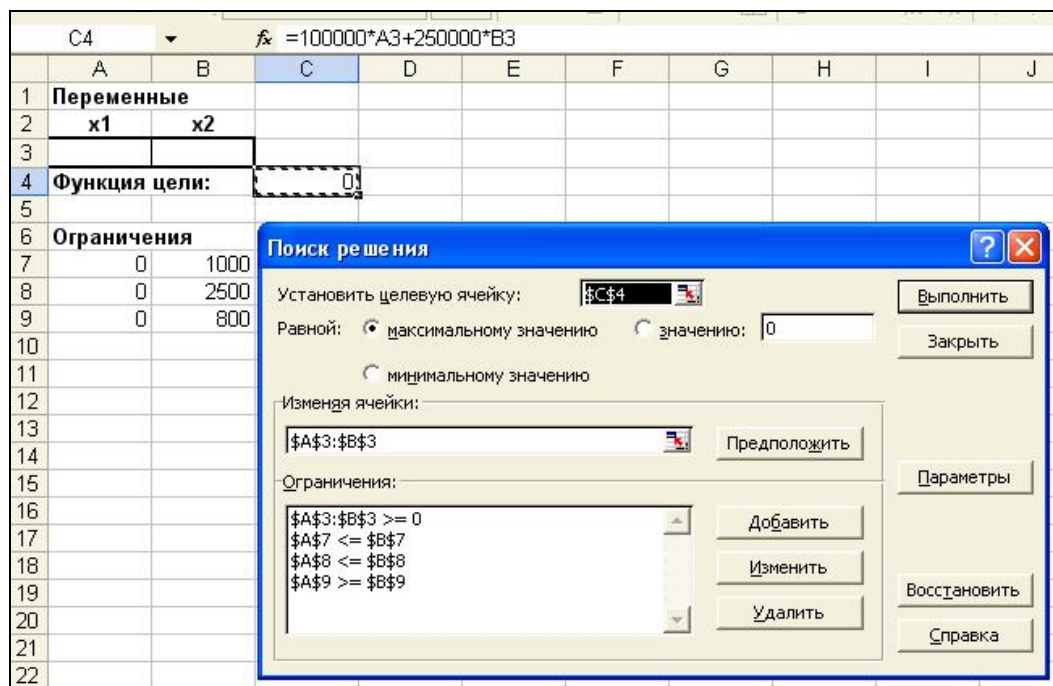 C4 fx =100000*A3+250000*B3
A B C D E F G H I J
1 Переменные
2 x1 x2
3
4 Функция цели: 0
5
6 Ограничения
7 0 1000
8 0 2500
9 0 800
10
11
12
13
14
15
16
17
18
19
20
21
22
Поиск решения
Установить целевую ячейку: $C$4
Равной: максимальному значению значению: 0
минимальному значению
Изменяя ячейки:
$A$3:$B$3
Предположить
Ограничения:
$A$3:$B$3 >= 0
$A$7 <= $B$7
$A$8 <= $B$8
$A$9 >= $B$9
Добавить
Изменить
Удалить
Выполнить
Закрыть
Параметры
Восстановить
Справка